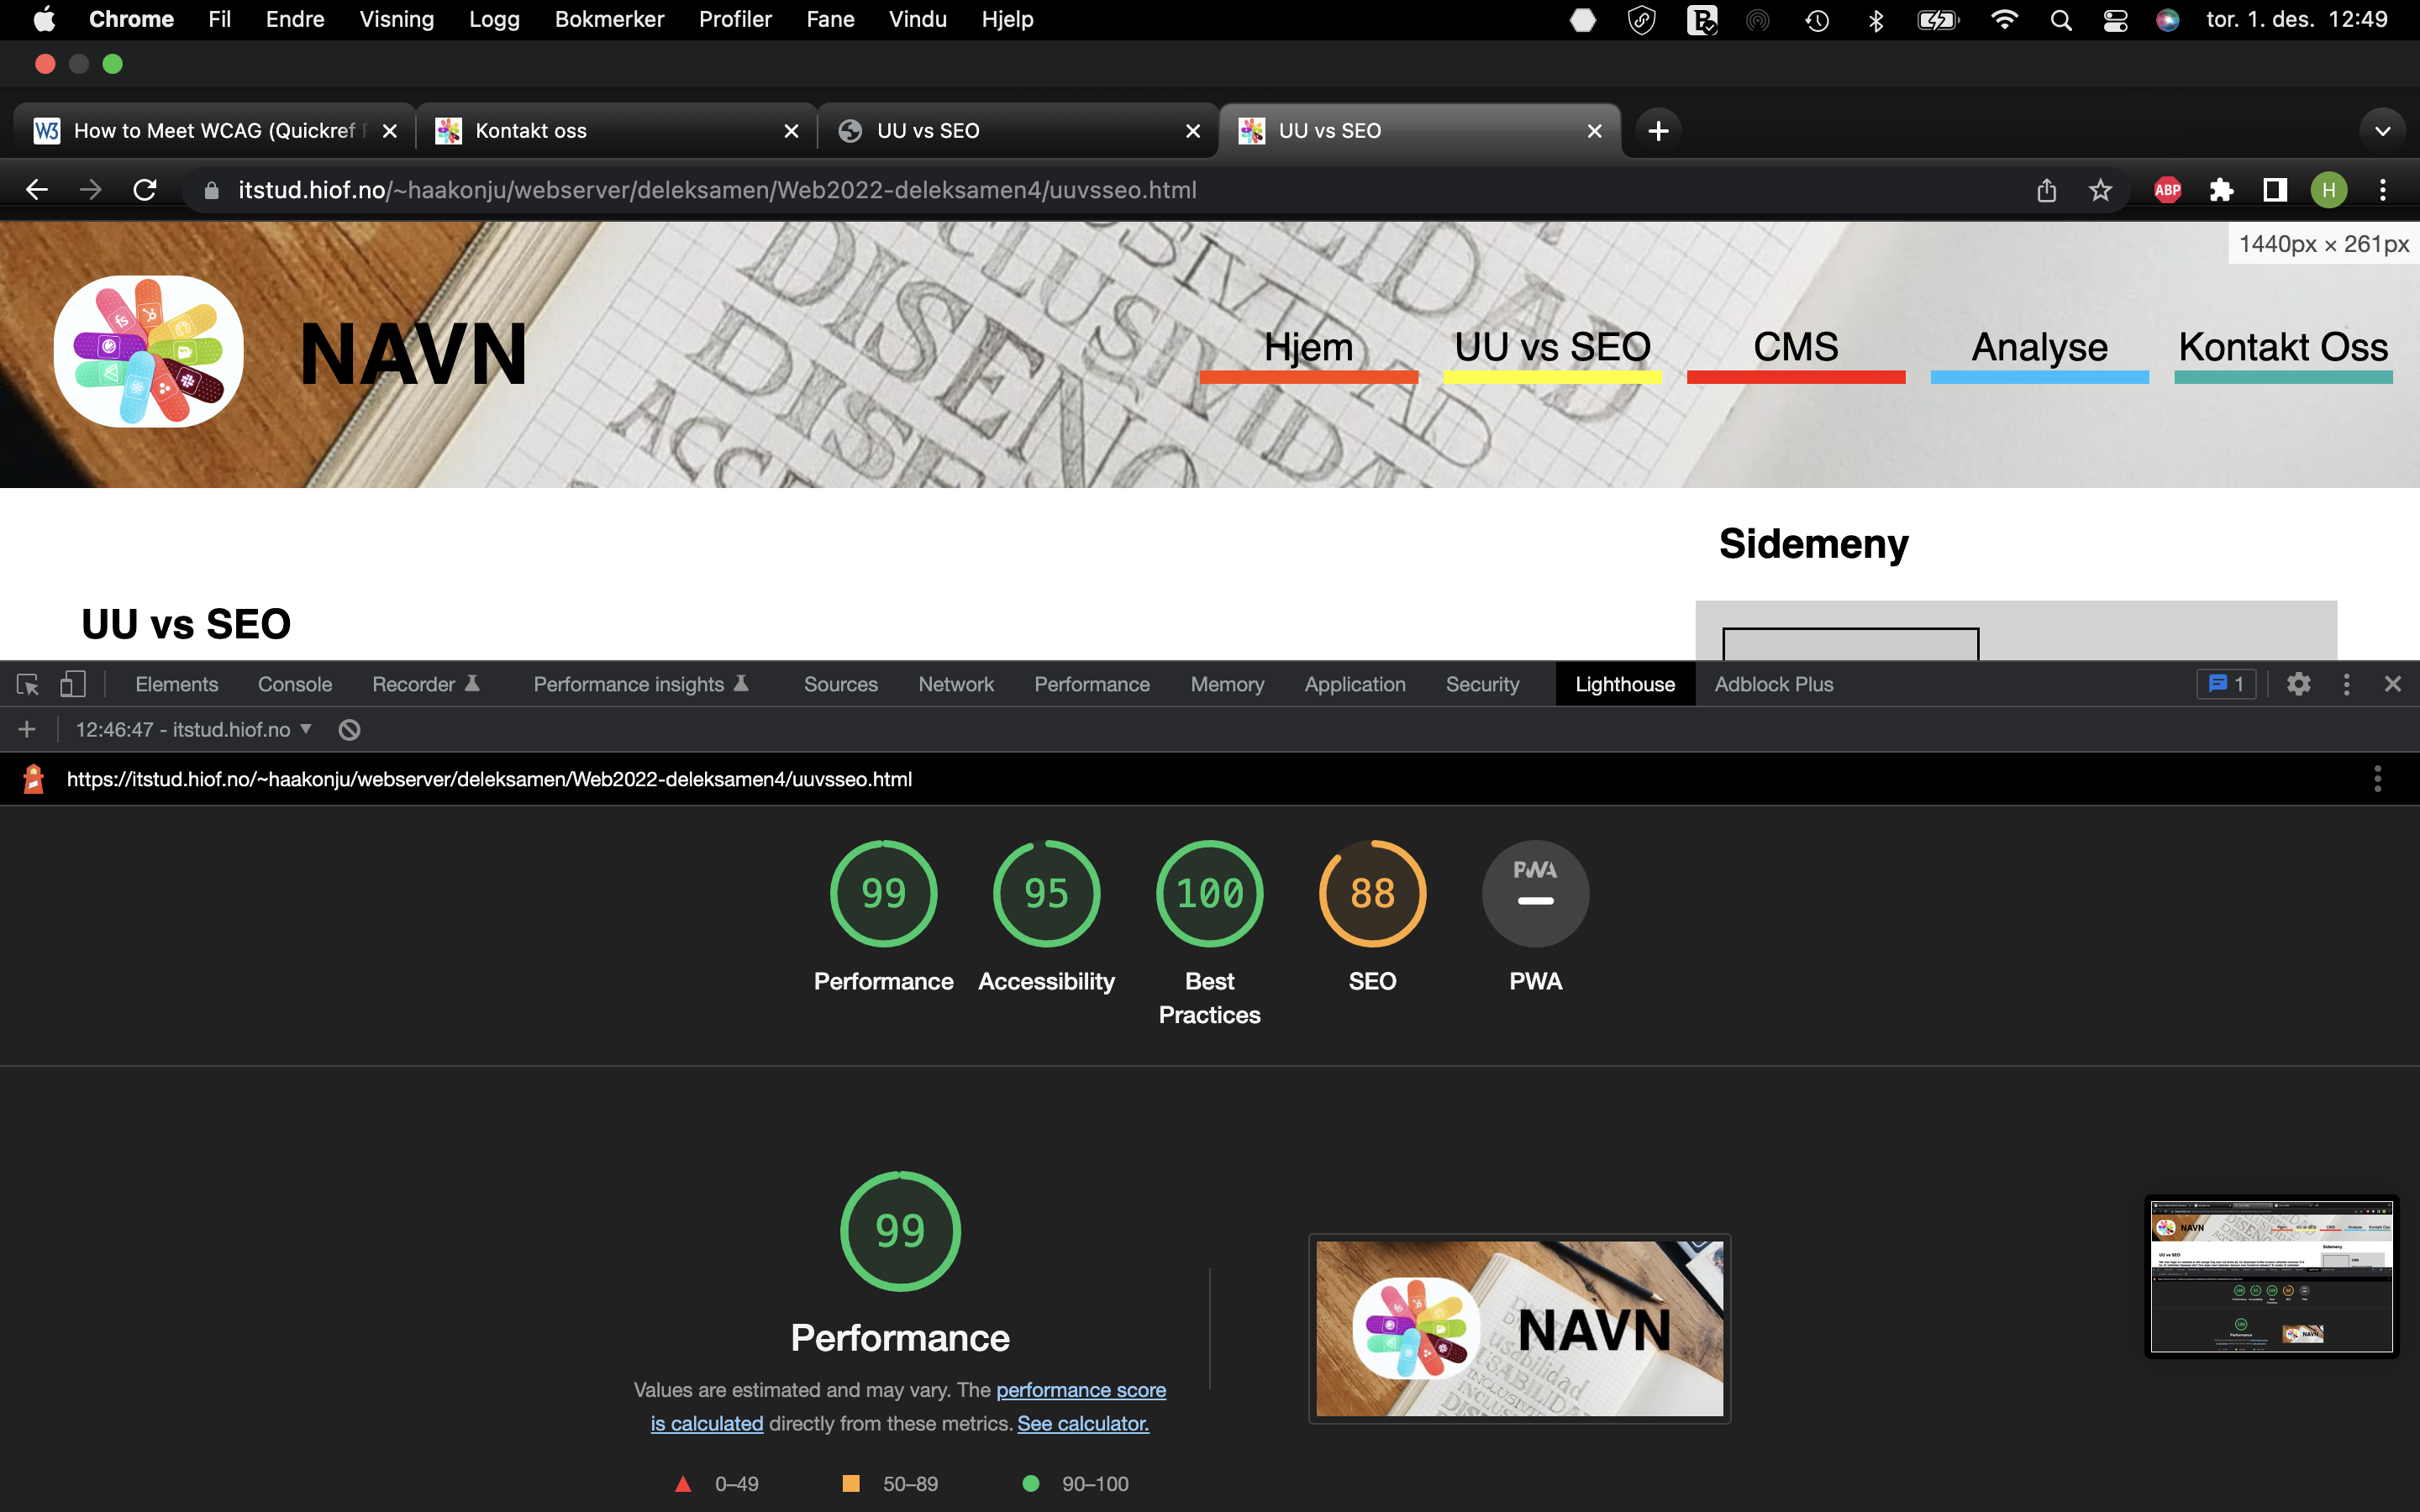 Chrome Fil Endre Visning Logg Bokmerker Profiler Fane Vindu Hjelp tor. 1. des. 12:49
W3 How to Meet WCAG (Quickref Kontakt oss UU vs SEO UU vs SEO
itstud.hiof.no/~haakonju/webserver/deleksamen/Web2022-deleksamen4/uuvsseo.html ABP H
1440px × 261px
NAVN
Hjem UU vs SEO CMS Analyse Kontakt Oss
DISEÑO
Sidemeny
UU vs SEO
Elements Console Recorder Performance insights Sources Network Performance Memory Application Security Lighthouse Adblock Plus 1
12:46:47 - itstud.hiof.no
https://itstud.hiof.no/~haakonju/webserver/deleksamen/Web2022-deleksamen4/uuvsseo.html
99 95 100 88 PWA
Performance Accessibility Best Practices SEO PWA
99
Performance
Values are estimated and may vary. The performance score
is calculated directly from these metrics. See calculator.
0–49 50–89 90–100
NAVN
usabilidad
NAVN